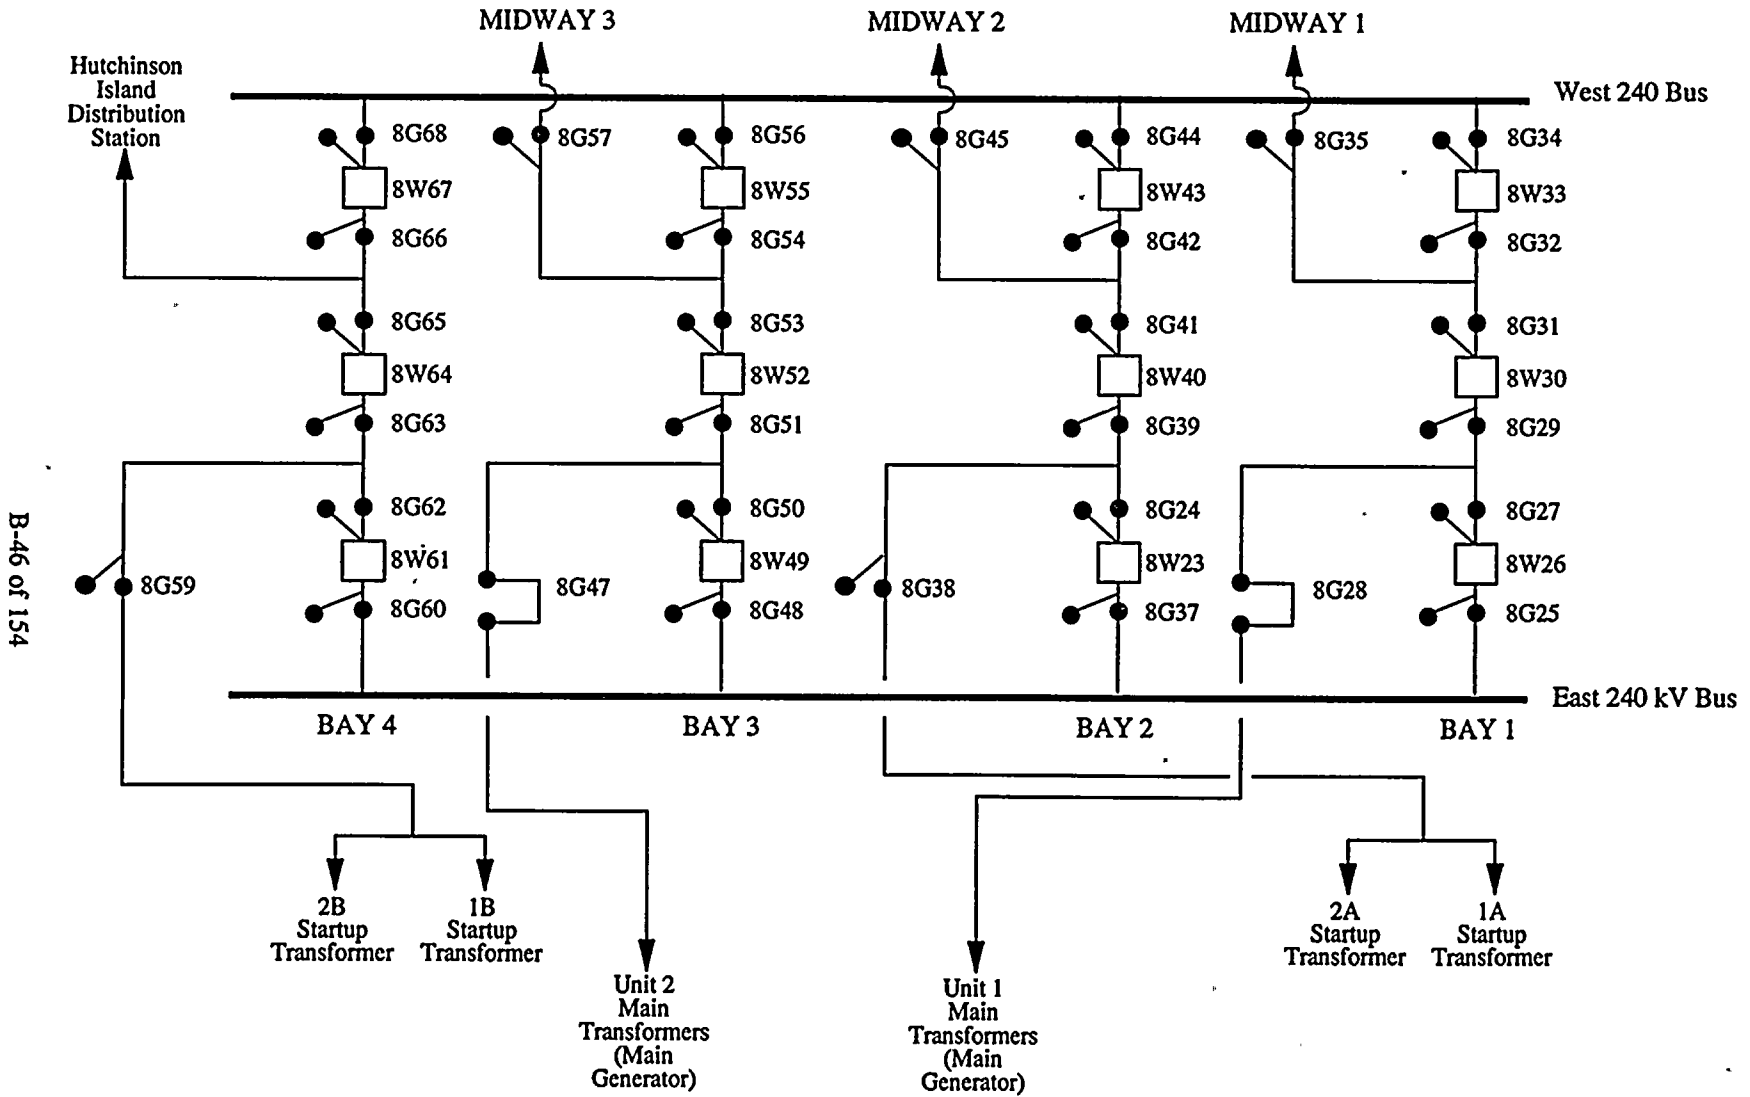 MIDWAY 3
MIDWAY 2
MIDWAY 1
Hutchinson
Island
Distribution
Station
West 240 Bus
8G68
8G57
8G56
8G45
8G44
8G35
8G34
8W67
8W55
8W43
8W33
8G66
8G54
8G42
8G32
8G65
8G53
8G41
8G31
8W64
8W52
8W40
8W30
8G63
8G51
8G39
8G29
8G62
8G50
8G24
8G27
8W61
8W49
8W23
8W26
8G59
8G47
8G38
8G28
8G60
8G48
8G37
8G25
East 240 kV Bus
BAY 4
BAY 3
BAY 2
BAY 1
2B
Startup
Transformer
1B
Startup
Transformer
Unit 2
Main
Transformers
(Main
Generator)
Unit 1
Main
Transformers
(Main
Generator)
2A
Startup
Transformer
1A
Startup
Transformer
B-46 of 154